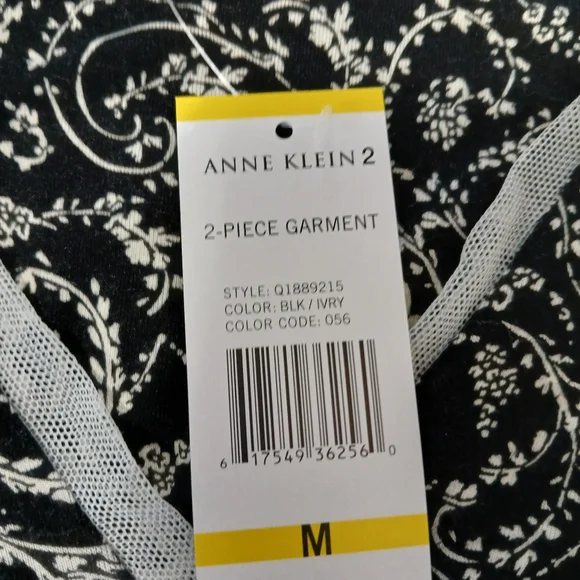 ANNE KLEIN 2
2-PIECE GARMENT
STYLE: Q1889215
COLOR: BLK / IVRY
COLOR CODE: 056
6 17549 36256 0
M